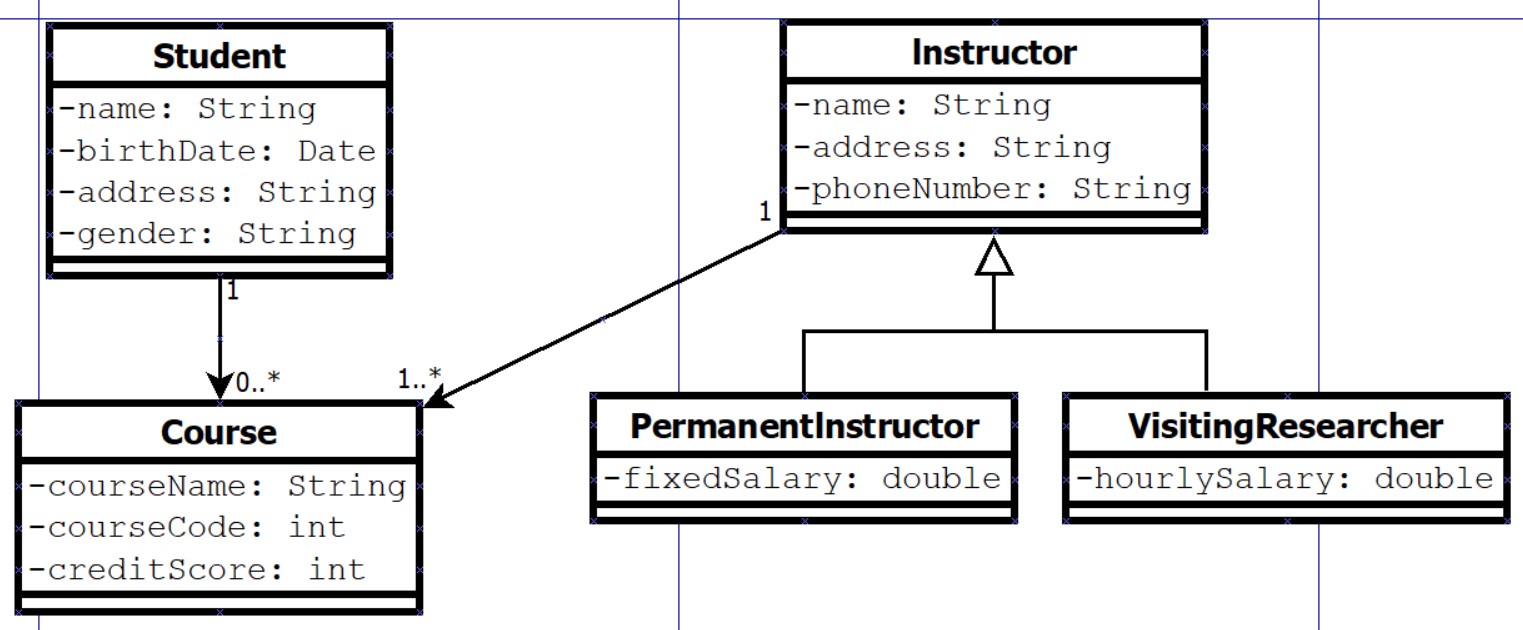 Student
-name: String
-birthDate: Date
-address: String
-gender: String
1
0..*
Instructor
-name: String
-address: String
-phoneNumber: String
1
1..*
Course
-courseName: String
-courseCode: int
-creditScore: int
PermanentInstructor
-fixedSalary: double
VisitingResearcher
-hourlySalary: double